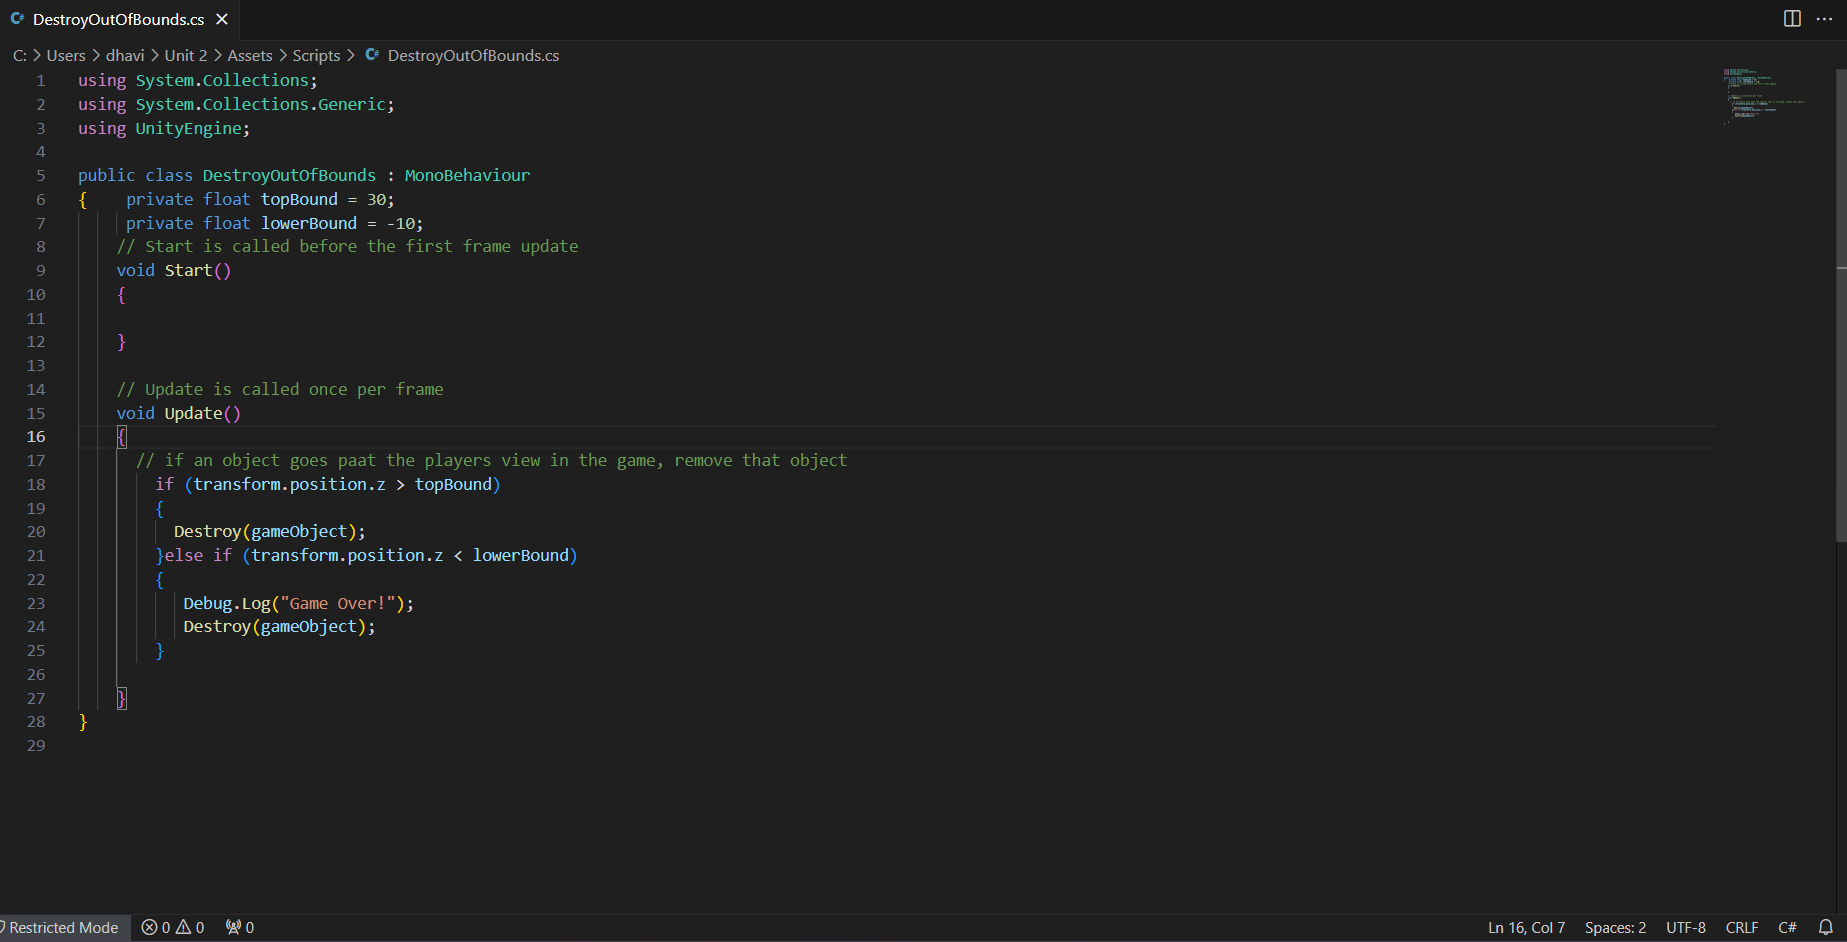 DestroyOutOfBounds.cs
C: > Users > dhavi > Unit 2 > Assets > Scripts > DestroyOutOfBounds.cs
1 using System.Collections;
2 using System.Collections.Generic;
3 using UnityEngine;
4
5 public class DestroyOutOfBounds : MonoBehaviour
6 {    private float topBound = 30;
7      private float lowerBound = -10;
8     // Start is called before the first frame update
9     void Start()
10     {
11
12     }
13
14     // Update is called once per frame
15     void Update()
16     {
17       // if an object goes paat the players view in the game, remove that object
18         if (transform.position.z > topBound)
19         {
20           Destroy(gameObject);
21         }else if (transform.position.z < lowerBound)
22         {
23            Debug.Log("Game Over!");
24            Destroy(gameObject);
25         }
26
27     }
28 }
29
Restricted Mode 0 0 0 Ln 16, Col 7 Spaces: 2 UTF-8 CRLF C#